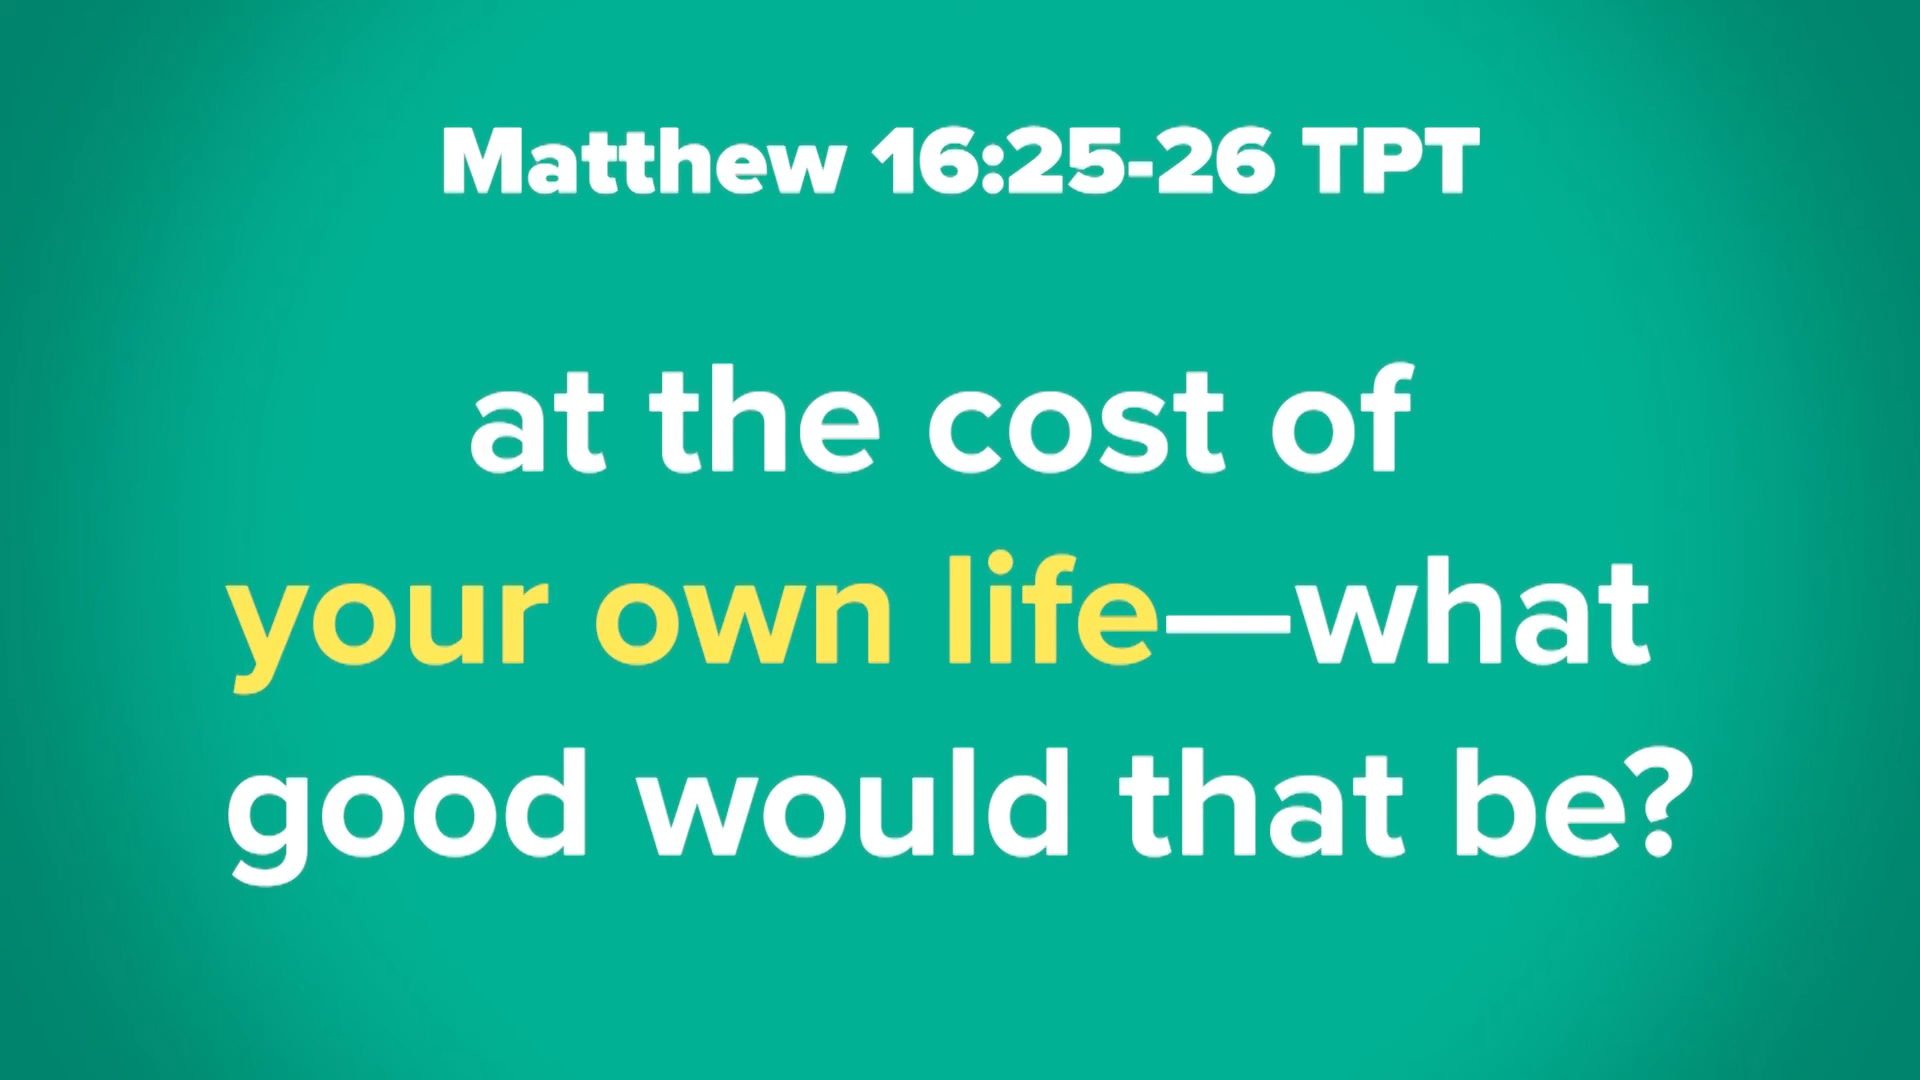 Matthew 16:25-26 TPT
at the cost of
your own life—what
good would that be?